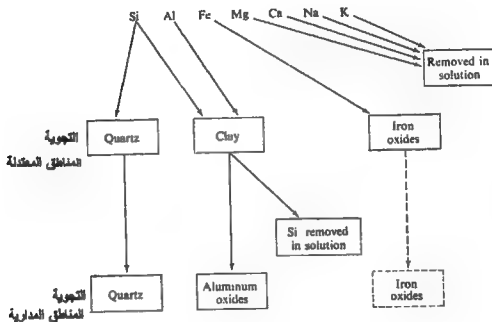 Si Al Fe Mg Ca Na K
Removed in
solution
التجوية
المناطق المعتدلة
Quartz
Clay
Iron
oxides
Si removed
in solution
التجوية
المناطق المدارية
Quartz
Aluminum
oxides
Iron
oxides